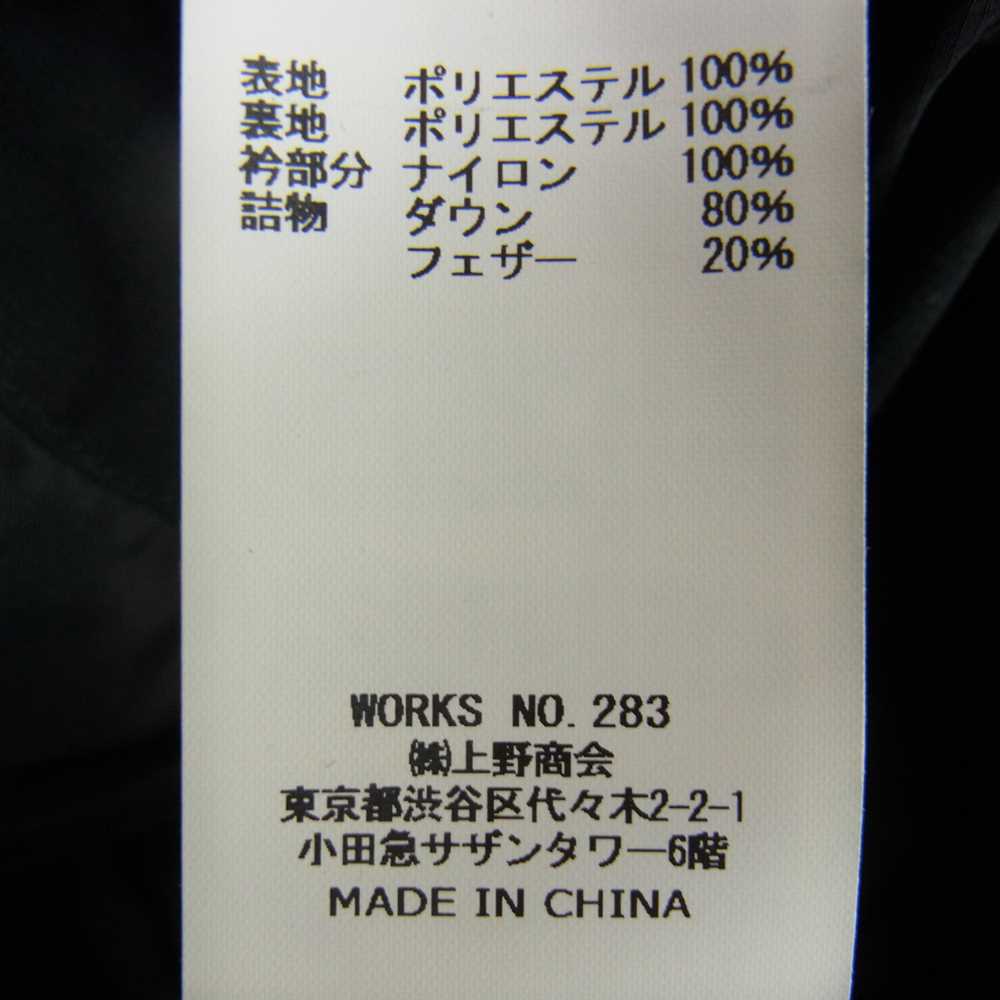 表地 ポリエステル 100%
裏地 ポリエステル 100%
衿部分 ナイロン 100%
詰物 ダウン 80%
フェザー 20%
WORKS NO. 283
㈱上野商会
東京都渋谷区代々木2-2-1
小田急サザンタワー6階
MADE IN CHINA